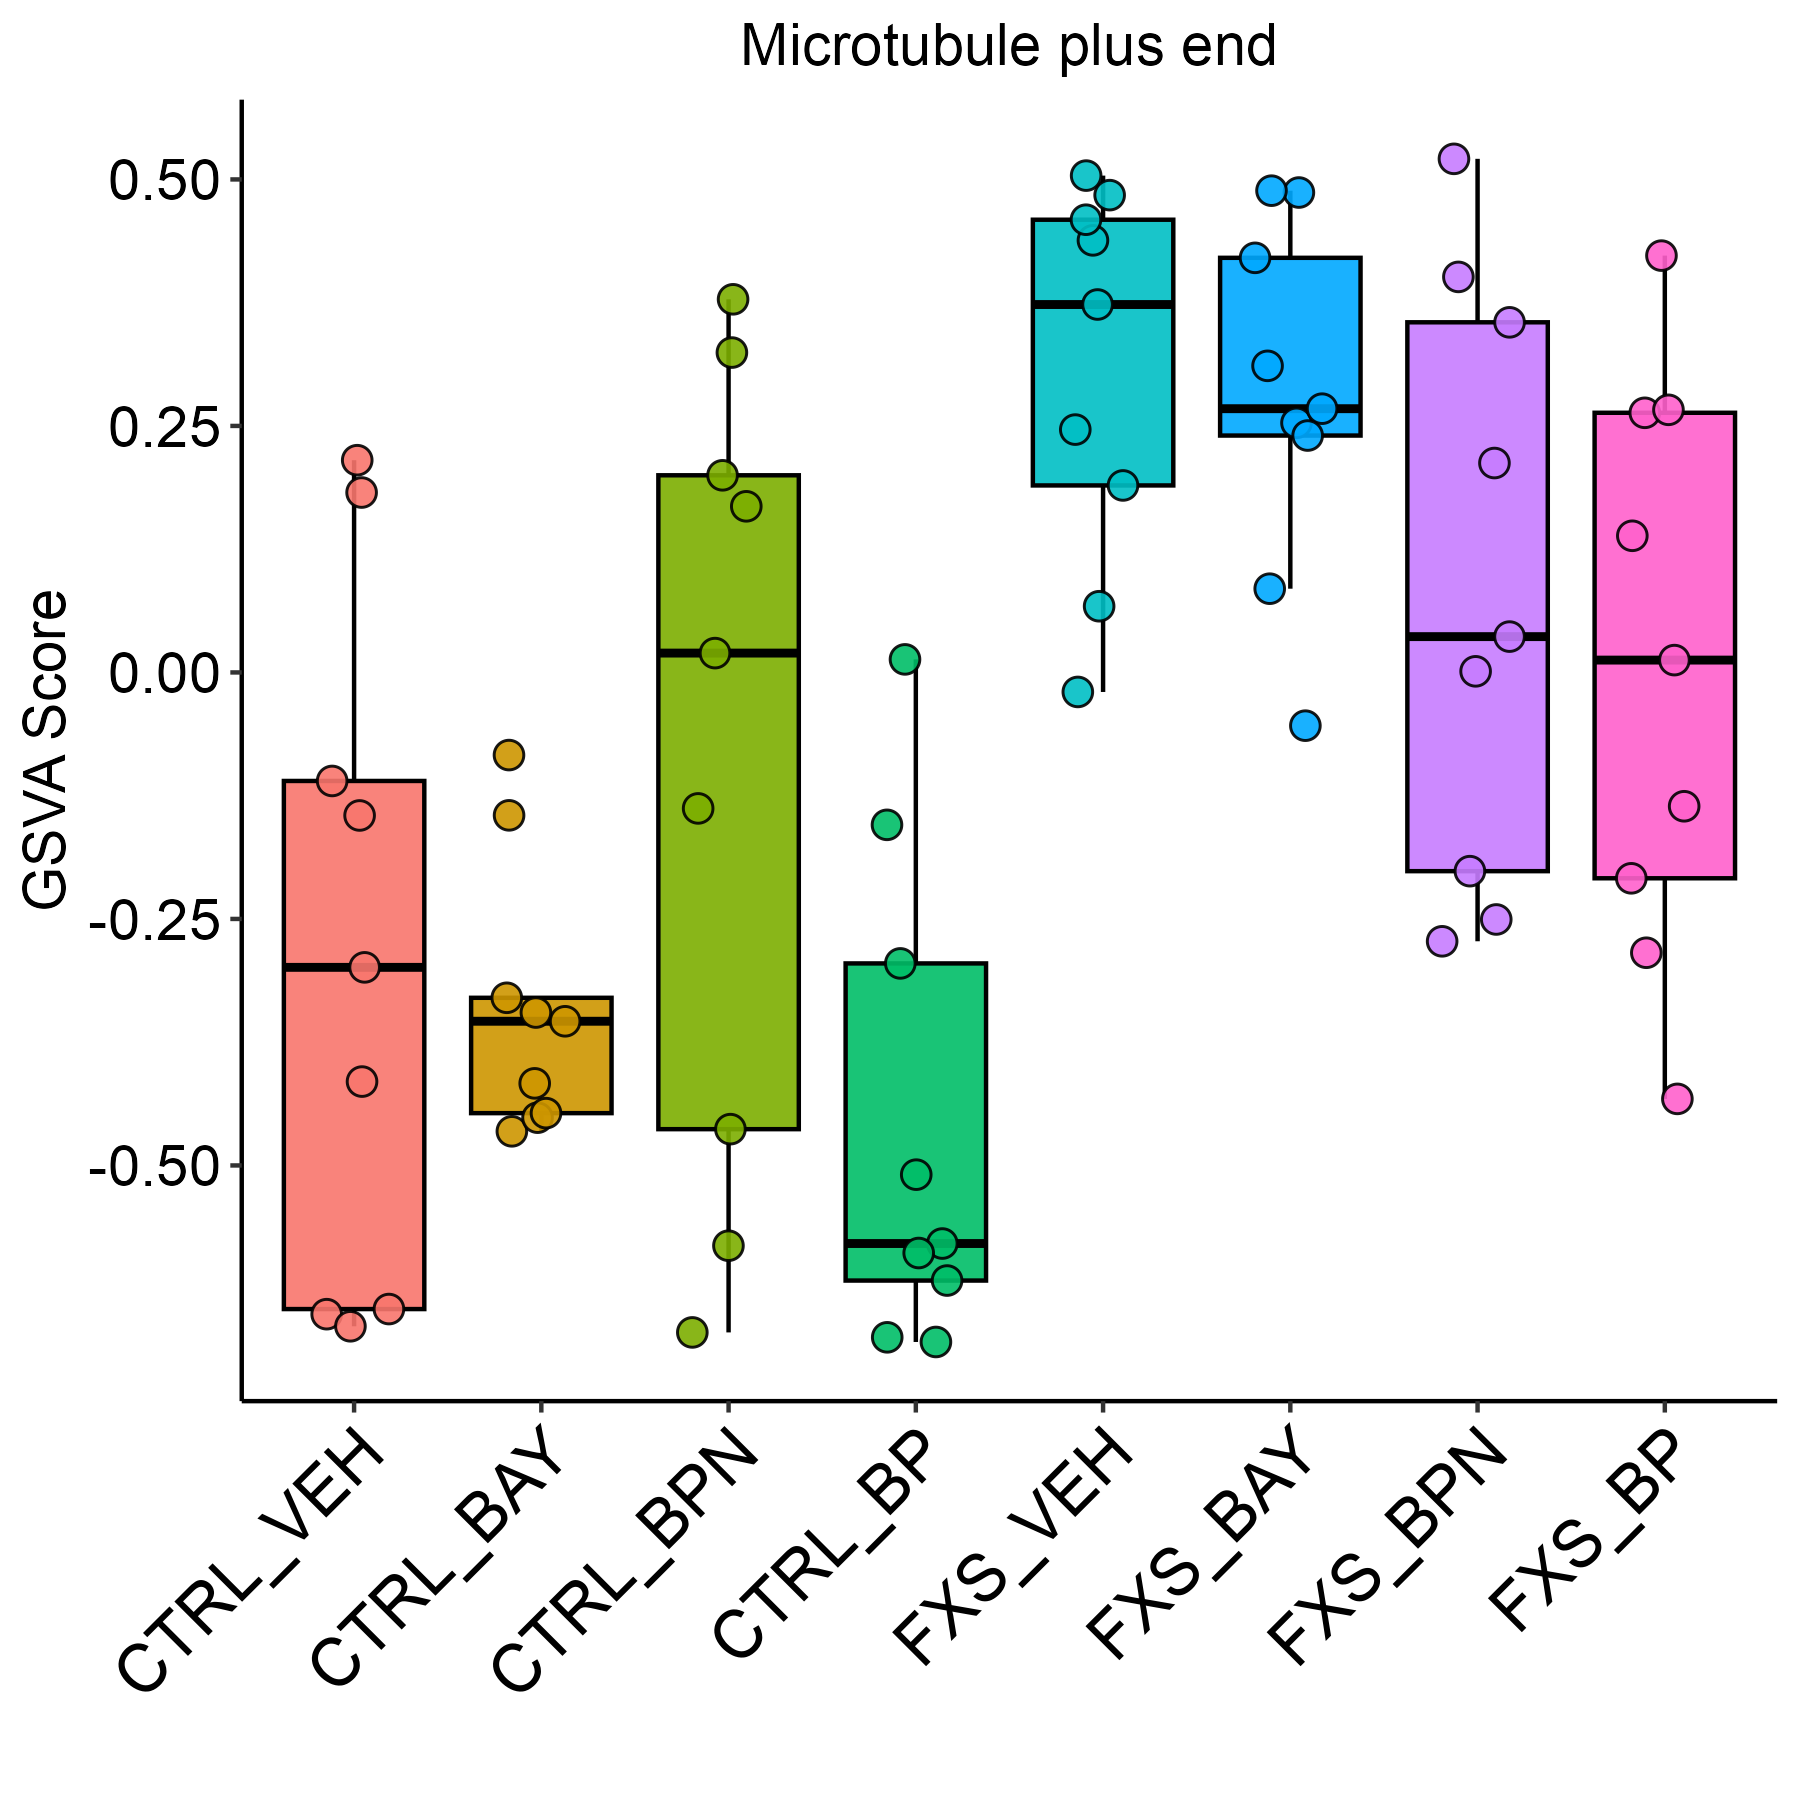 Microtubule plus end
GSVA Score
0.50
0.25
0.00
-0.25
-0.50
CTRL_VEH
CTRL_BAY
CTRL_BPN
CTRL_BP
FXS_VEH
FXS_BAY
FXS_BPN
FXS_BP